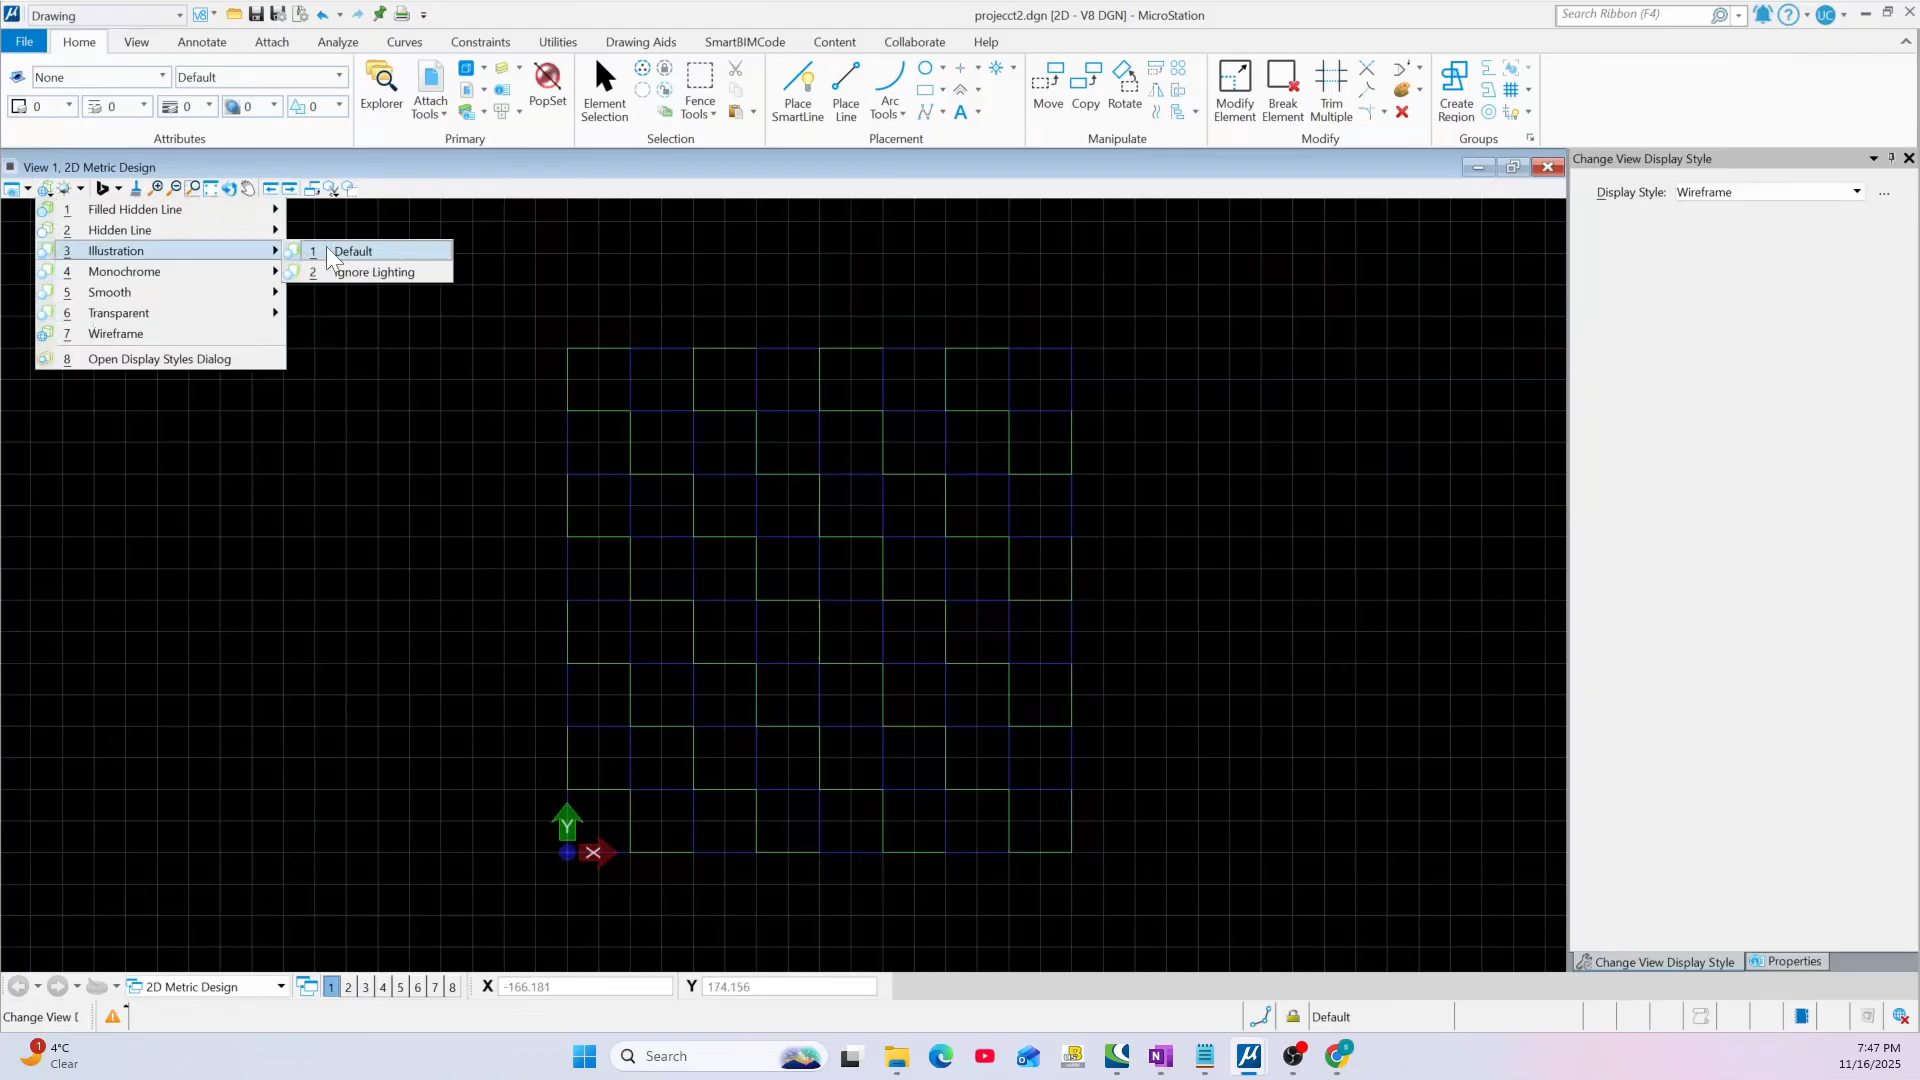 Drawing
projecct2.dgn [2D - V8 DGN] - MicroStation
Search Ribbon (F4)
UC
File Home View Annotate Attach Analyze Curves Constraints Utilities Drawing Aids SmartBIMCode Content Collaborate Help
None Default
0 0 0 0 0
Attributes
Explorer
Attach Tools
PopSet
Primary
Element Selection
Fence Tools
Selection
Place SmartLine
Place Line
Arc Tools
Placement
Move Copy Rotate
Manipulate
Modify Element
Break Element
Trim Multiple
Modify
Create Region
Groups
View 1, 2D Metric Design
Change View Display Style
Display Style: Wireframe
1 Filled Hidden Line
2 Hidden Line
3 Illustration
4 Monochrome
5 Smooth
6 Transparent
7 Wireframe
8 Open Display Styles Dialog
1 Default
2 Ignore Lighting
Y
X
Change View Display Style Properties
2D Metric Design 1 2 3 4 5 6 7 8 X -166.181 Y 174.156
Change View [
Default
1
4°C
Clear
Search
7:47 PM
11/16/2025